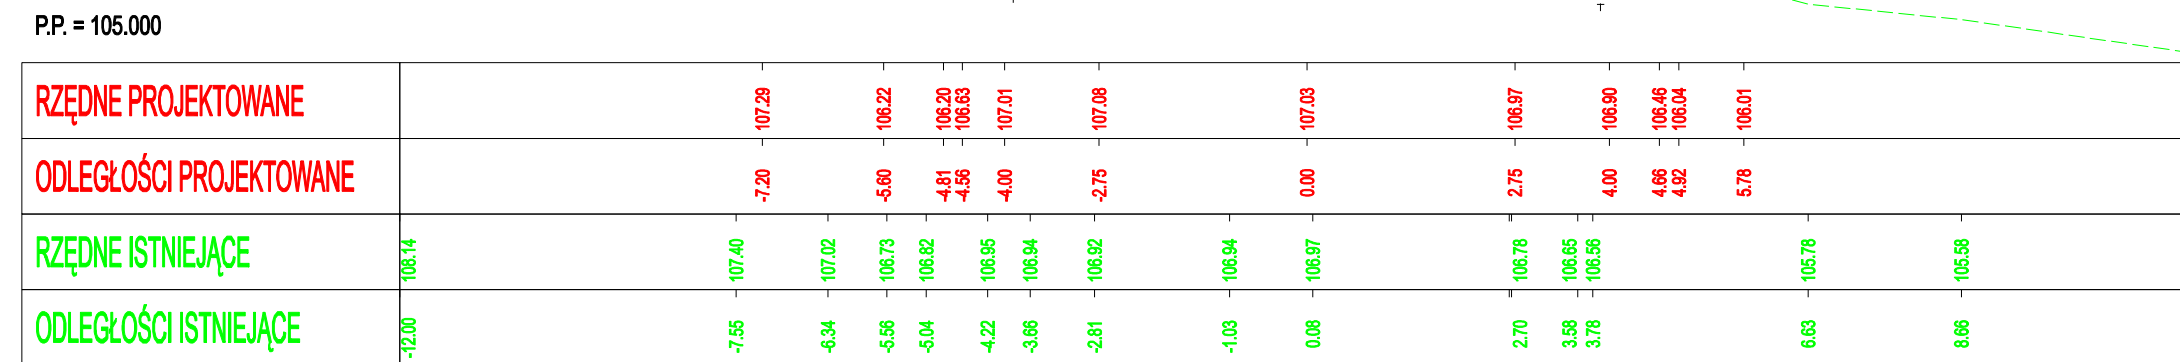 P.P. = 105.000
RZĘDNE PROJEKTOWANE 107.29 106.22 106.20 106.63 107.01 107.08 107.03 106.97 106.90 106.46 106.04 106.01
ODLEGŁOŚCI PROJEKTOWANE -7.20 -5.60 -4.81 -4.56 -4.00 -2.75 0.00 2.75 4.00 4.66 4.92 5.78
RZĘDNE ISTNIEJĄCE 108.14 107.40 107.02 106.73 106.82 106.95 106.94 106.92 106.94 106.97 106.78 106.65 106.56 105.78 105.58
ODLEGŁOŚCI ISTNIEJĄCE -12.00 -7.55 -6.34 -5.56 -5.04 -4.22 -3.66 -2.81 -1.03 0.08 2.70 3.58 3.78 6.63 8.66